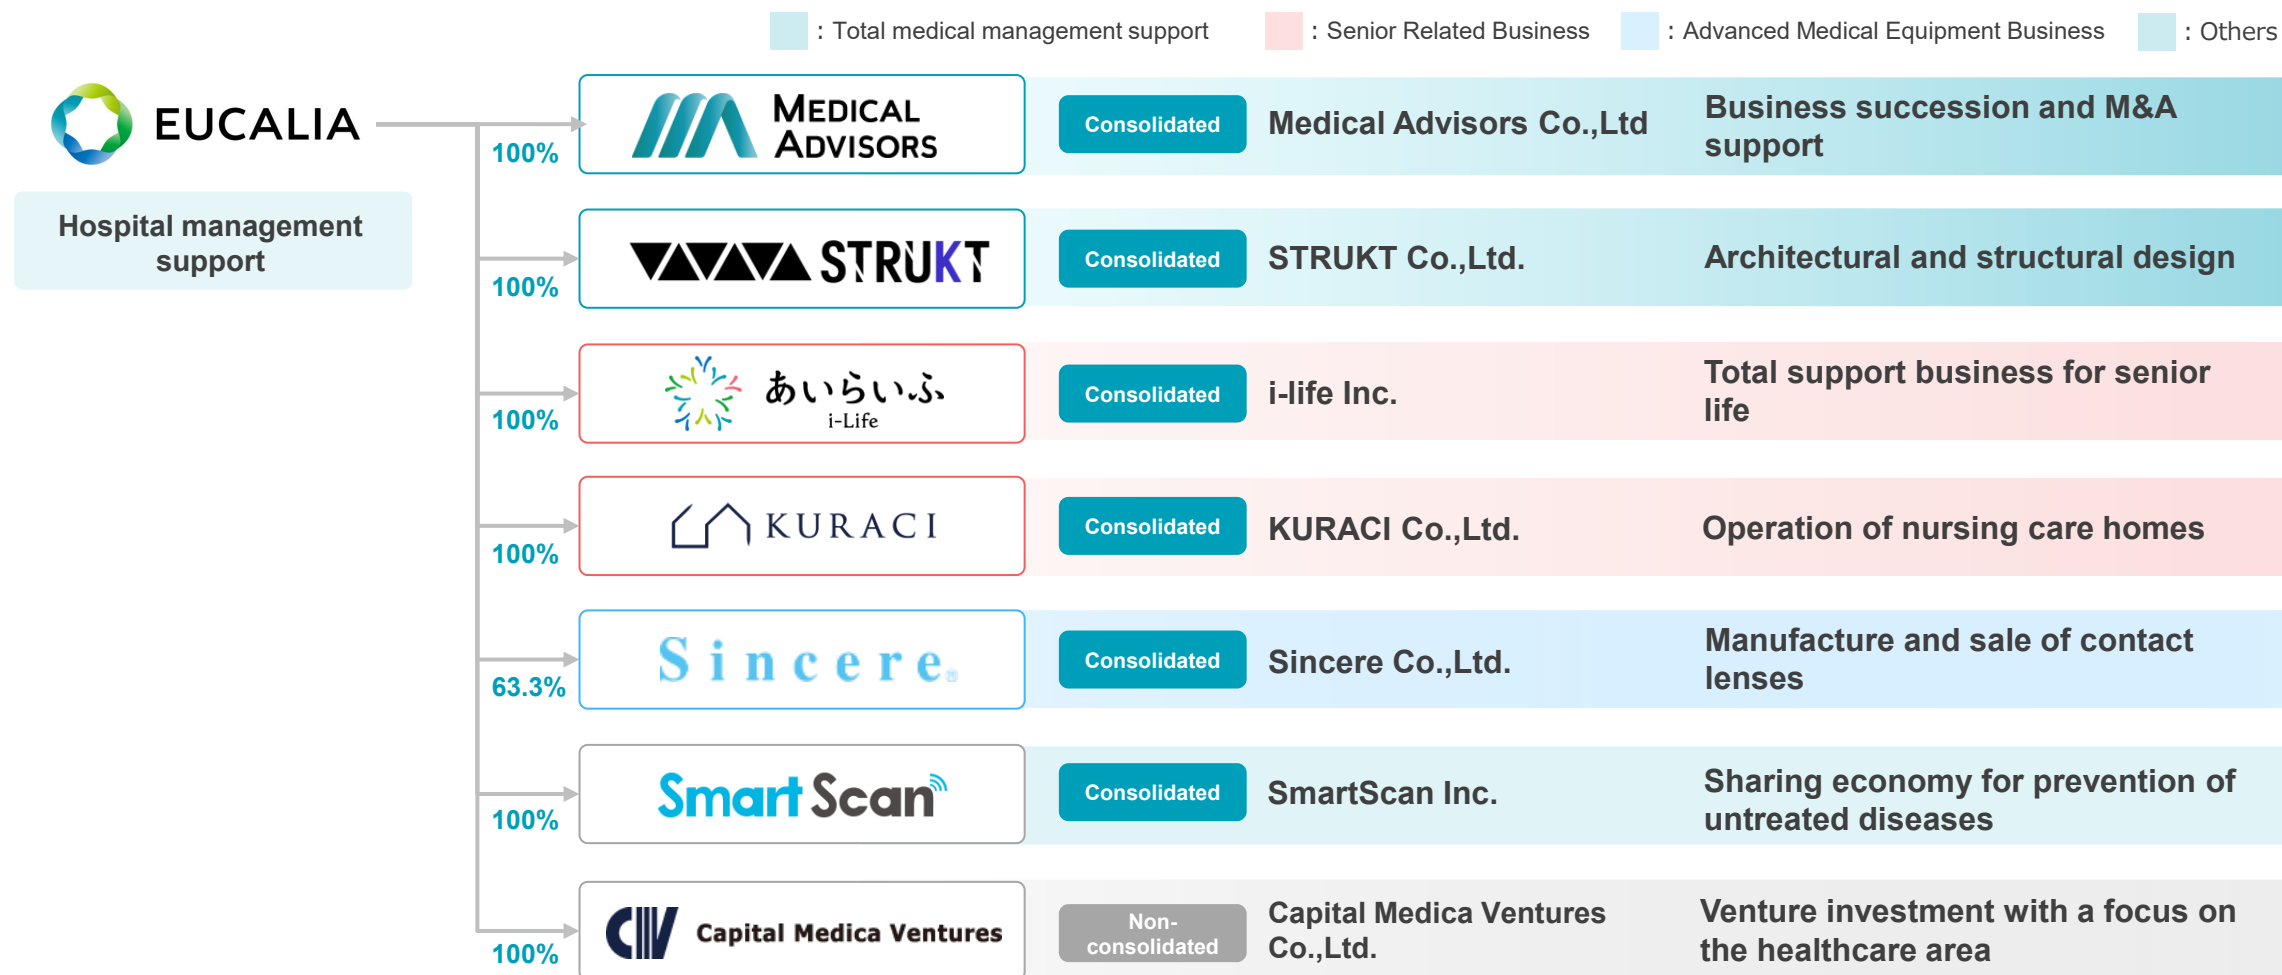 : Total medical management support
: Senior Related Business
: Advanced Medical Equipment Business
: Others
EUCALIA
Hospital management
support
100%
MEDICAL
ADVISORS
Consolidated
Medical Advisors Co.,Ltd
Business succession and M&A
support
100%
STRUKT
Consolidated
STRUKT Co.,Ltd.
Architectural and structural design
100%
あいらいふ
i-Life
Consolidated
i-life Inc.
Total support business for senior
life
100%
KURACI
Consolidated
KURACI Co.,Ltd.
Operation of nursing care homes
63.3%
Sincere®
Consolidated
Sincere Co.,Ltd.
Manufacture and sale of contact
lenses
100%
Smart Scan
Consolidated
SmartScan Inc.
Sharing economy for prevention of
untreated diseases
100%
Capital Medica Ventures
Non-
consolidated
Capital Medica Ventures
Co.,Ltd.
Venture investment with a focus on
the healthcare area